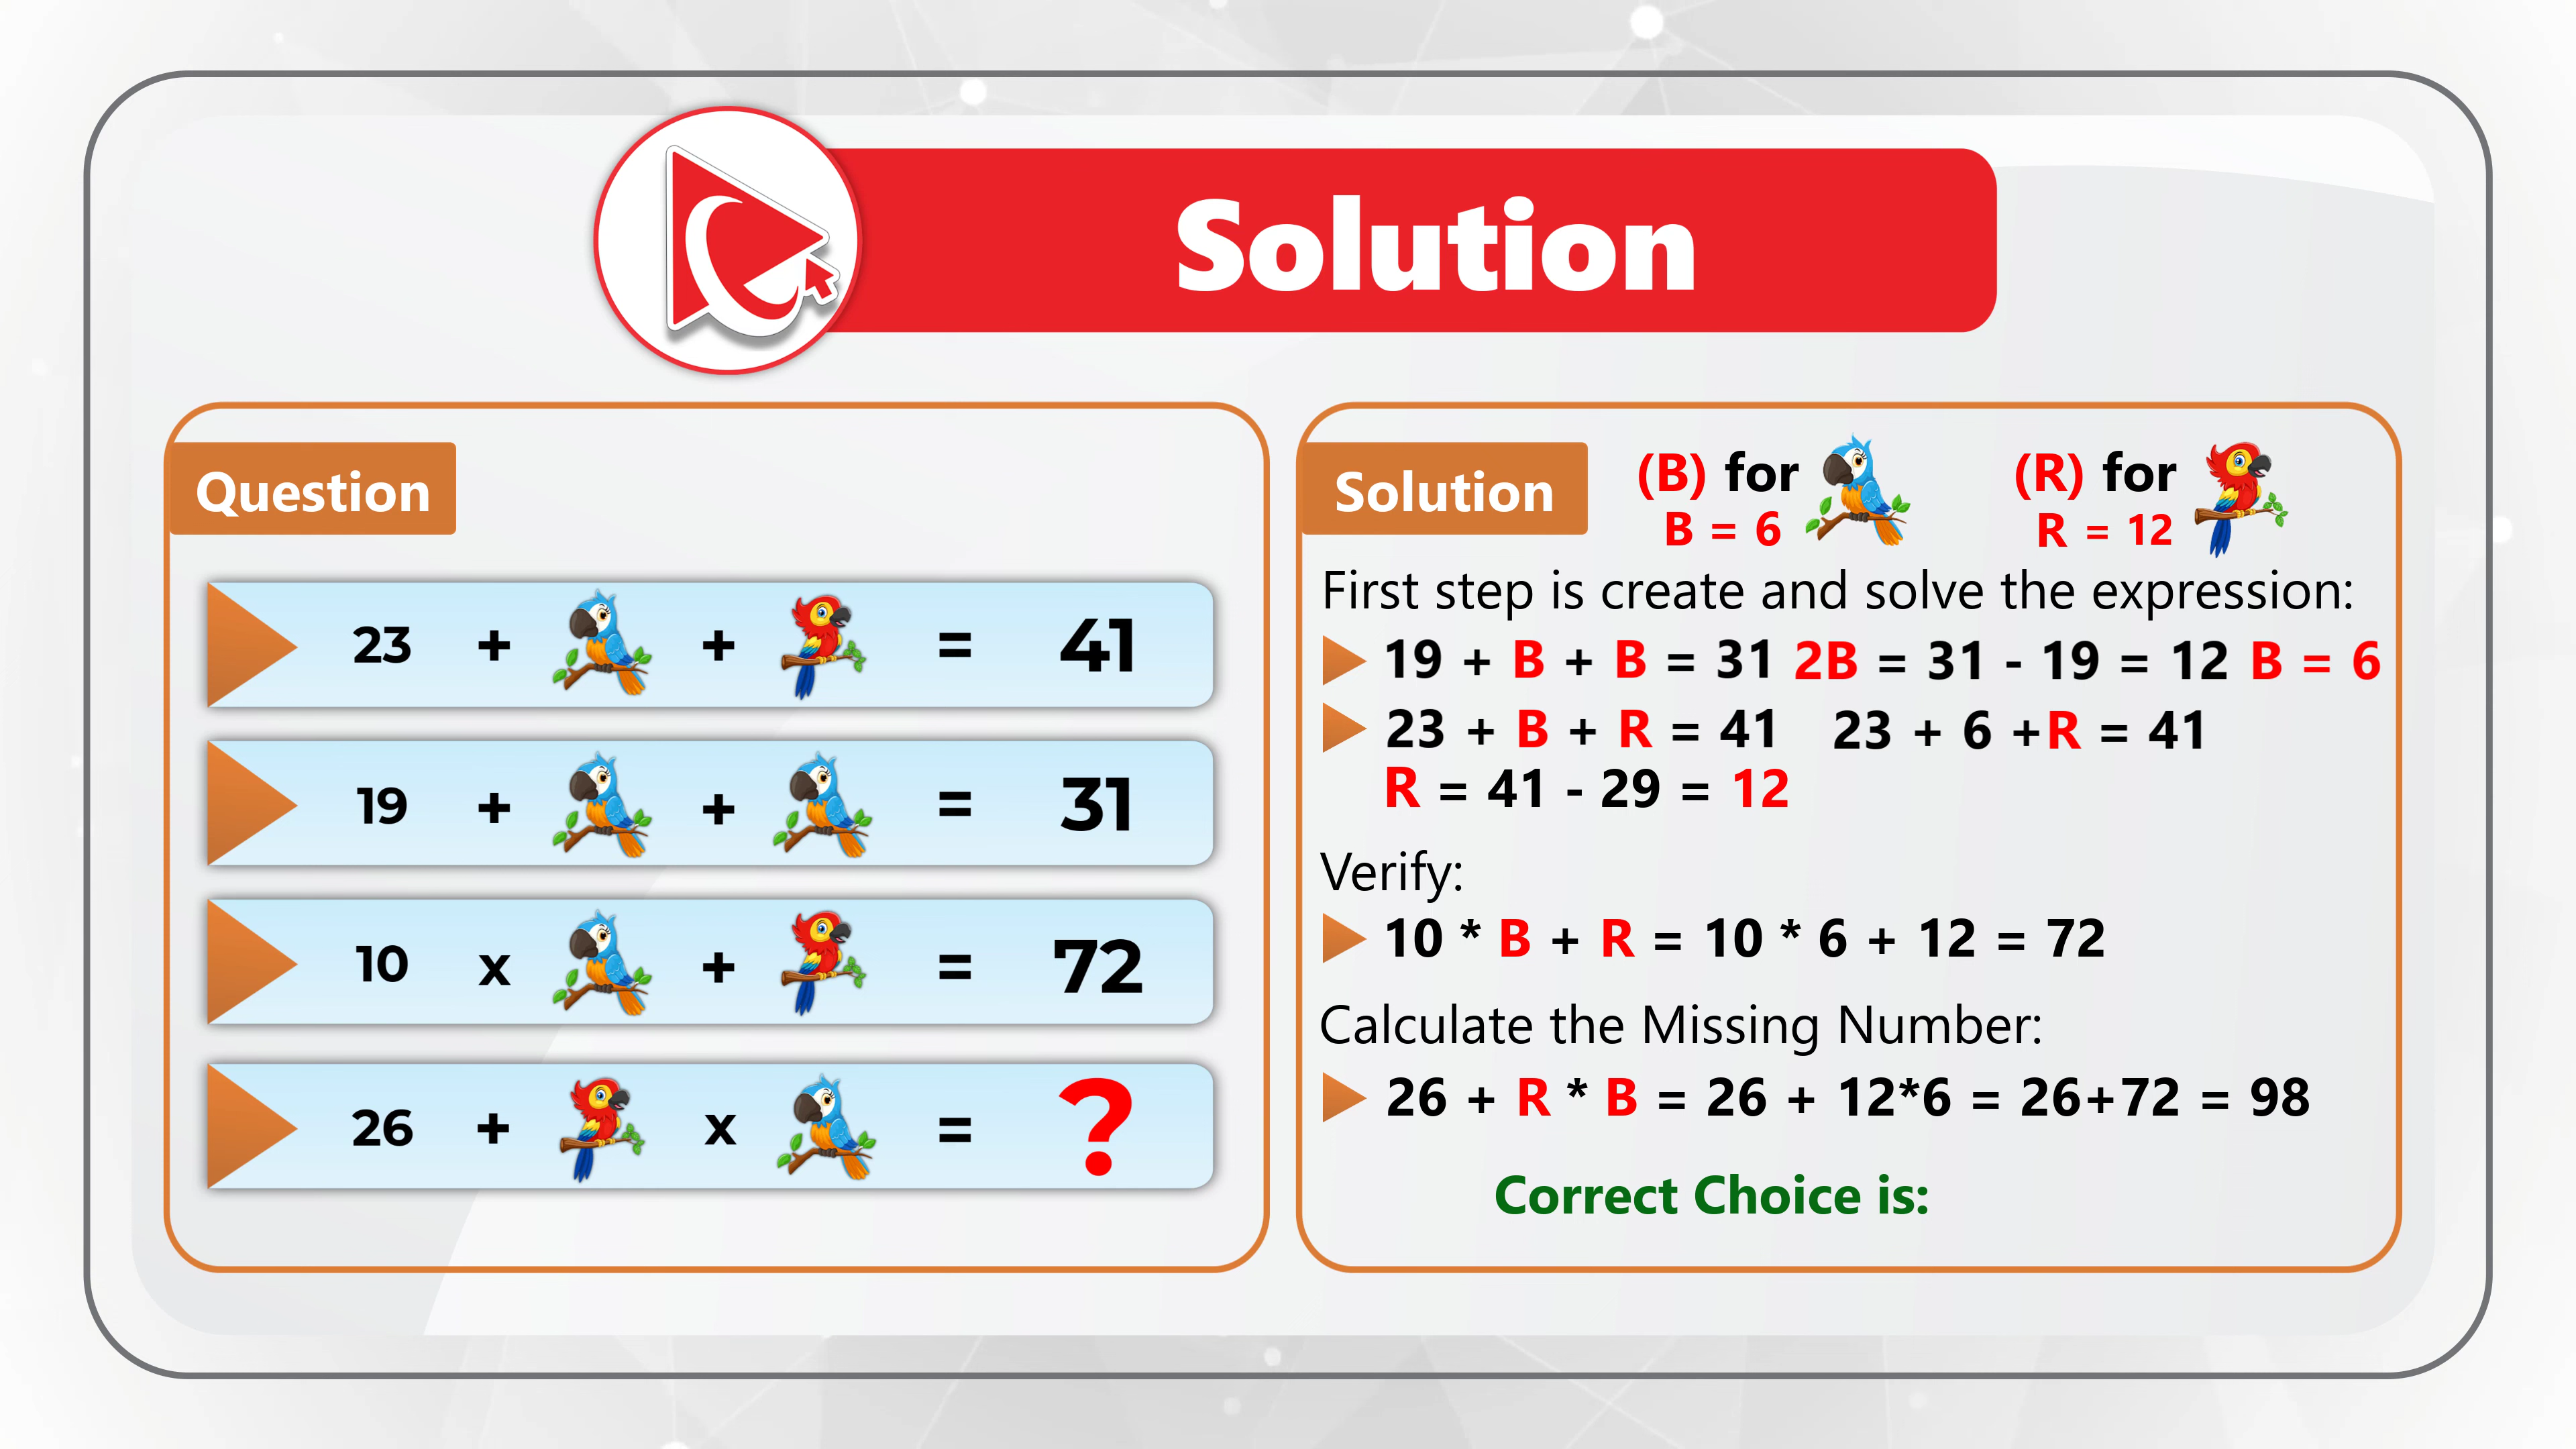 Solution
Question
23 + + = 41
19 + + = 31
10 x + = 72
26 + x = ?
Solution
(B) for
B = 6
(R) for
R = 12
First step is create and solve the expression:
19 + B + B = 31 2B = 31 - 19 = 12 B = 6
23 + B + R = 41 23 + 6 +R = 41
R = 41 - 29 = 12
Verify:
10 * B + R = 10 * 6 + 12 = 72
Calculate the Missing Number:
26 + R * B = 26 + 12*6 = 26+72 = 98
Correct Choice is: